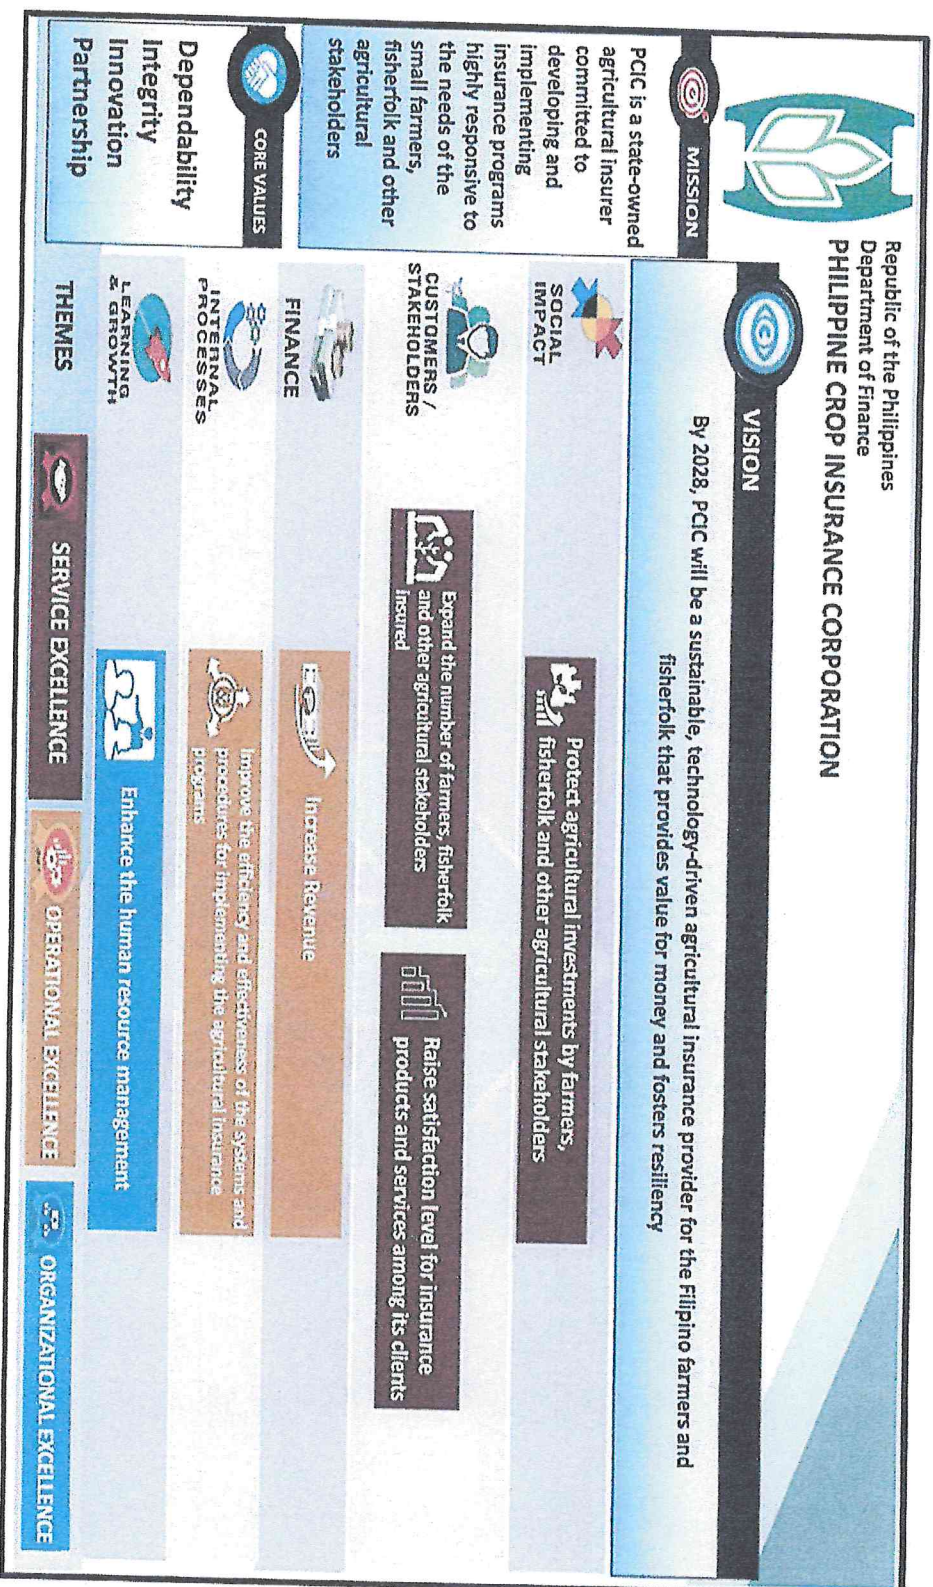 Republic of the Philippines
Department of Finance
PHILIPPINE CROP INSURANCE CORPORATION
MISSION
PCIC is a state-owned
agricultural insurer
committed to
developing and
implementing
insurance programs
highly responsive to
the needs of the
small farmers,
fisherfolk and other
agricultural
stakeholders
CORE VALUES
Dependability
Integrity
Innovation
Partnership
VISION
By 2028, PCIC will be a sustainable, technology-driven agricultural insurance provider for the Filipino farmers and
fisherfolk that provides value for money and fosters resiliency
SOCIAL
IMPACT
Protect agricultural investments by farmers,
fisherfolk and other agricultural stakeholders
CUSTOMERS /
STAKEHOLDERS
Expand the number of farmers, fisherfolk
and other agricultural stakeholders
insured
Raise satisfaction level for insurance
products and services among its clients
FINANCE
Increase Revenue
INTERNAL
PROCESSES
Improve the efficiency and effectiveness of the systems and
procedures for implementing the agricultural insurance
programs
LEARNING
& GROWTH
Enhance the human resource management
THEMES
SERVICE EXCELLENCE
OPERATIONAL EXCELLENCE
ORGANIZATIONAL EXCELLENCE